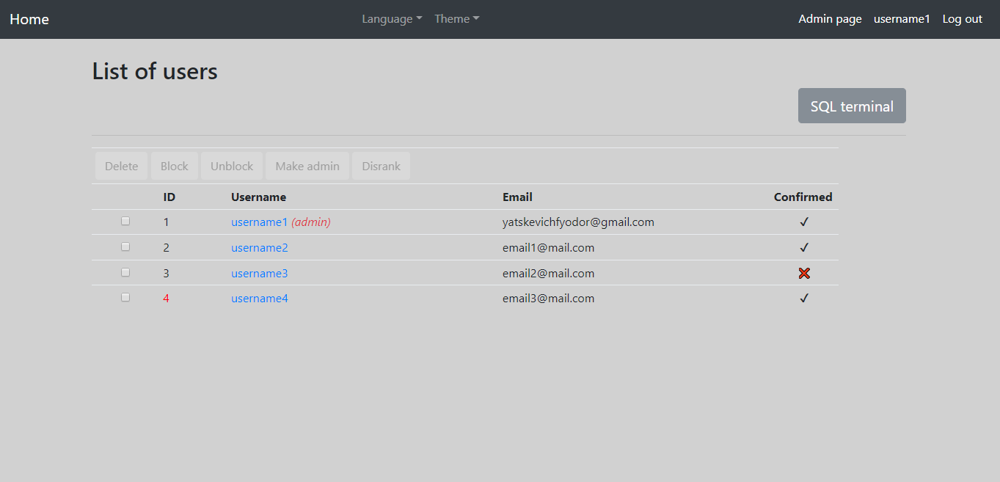 Home Language Theme Admin page username1 Log out
List of users
SQL terminal
Delete Block Unblock Make admin Disrank
ID Username Email Confirmed
1 username1 (admin) yatskevichfyodor@gmail.com ✓
2 username2 email1@mail.com ✓
3 username3 email2@mail.com ✗
4 username4 email3@mail.com ✓